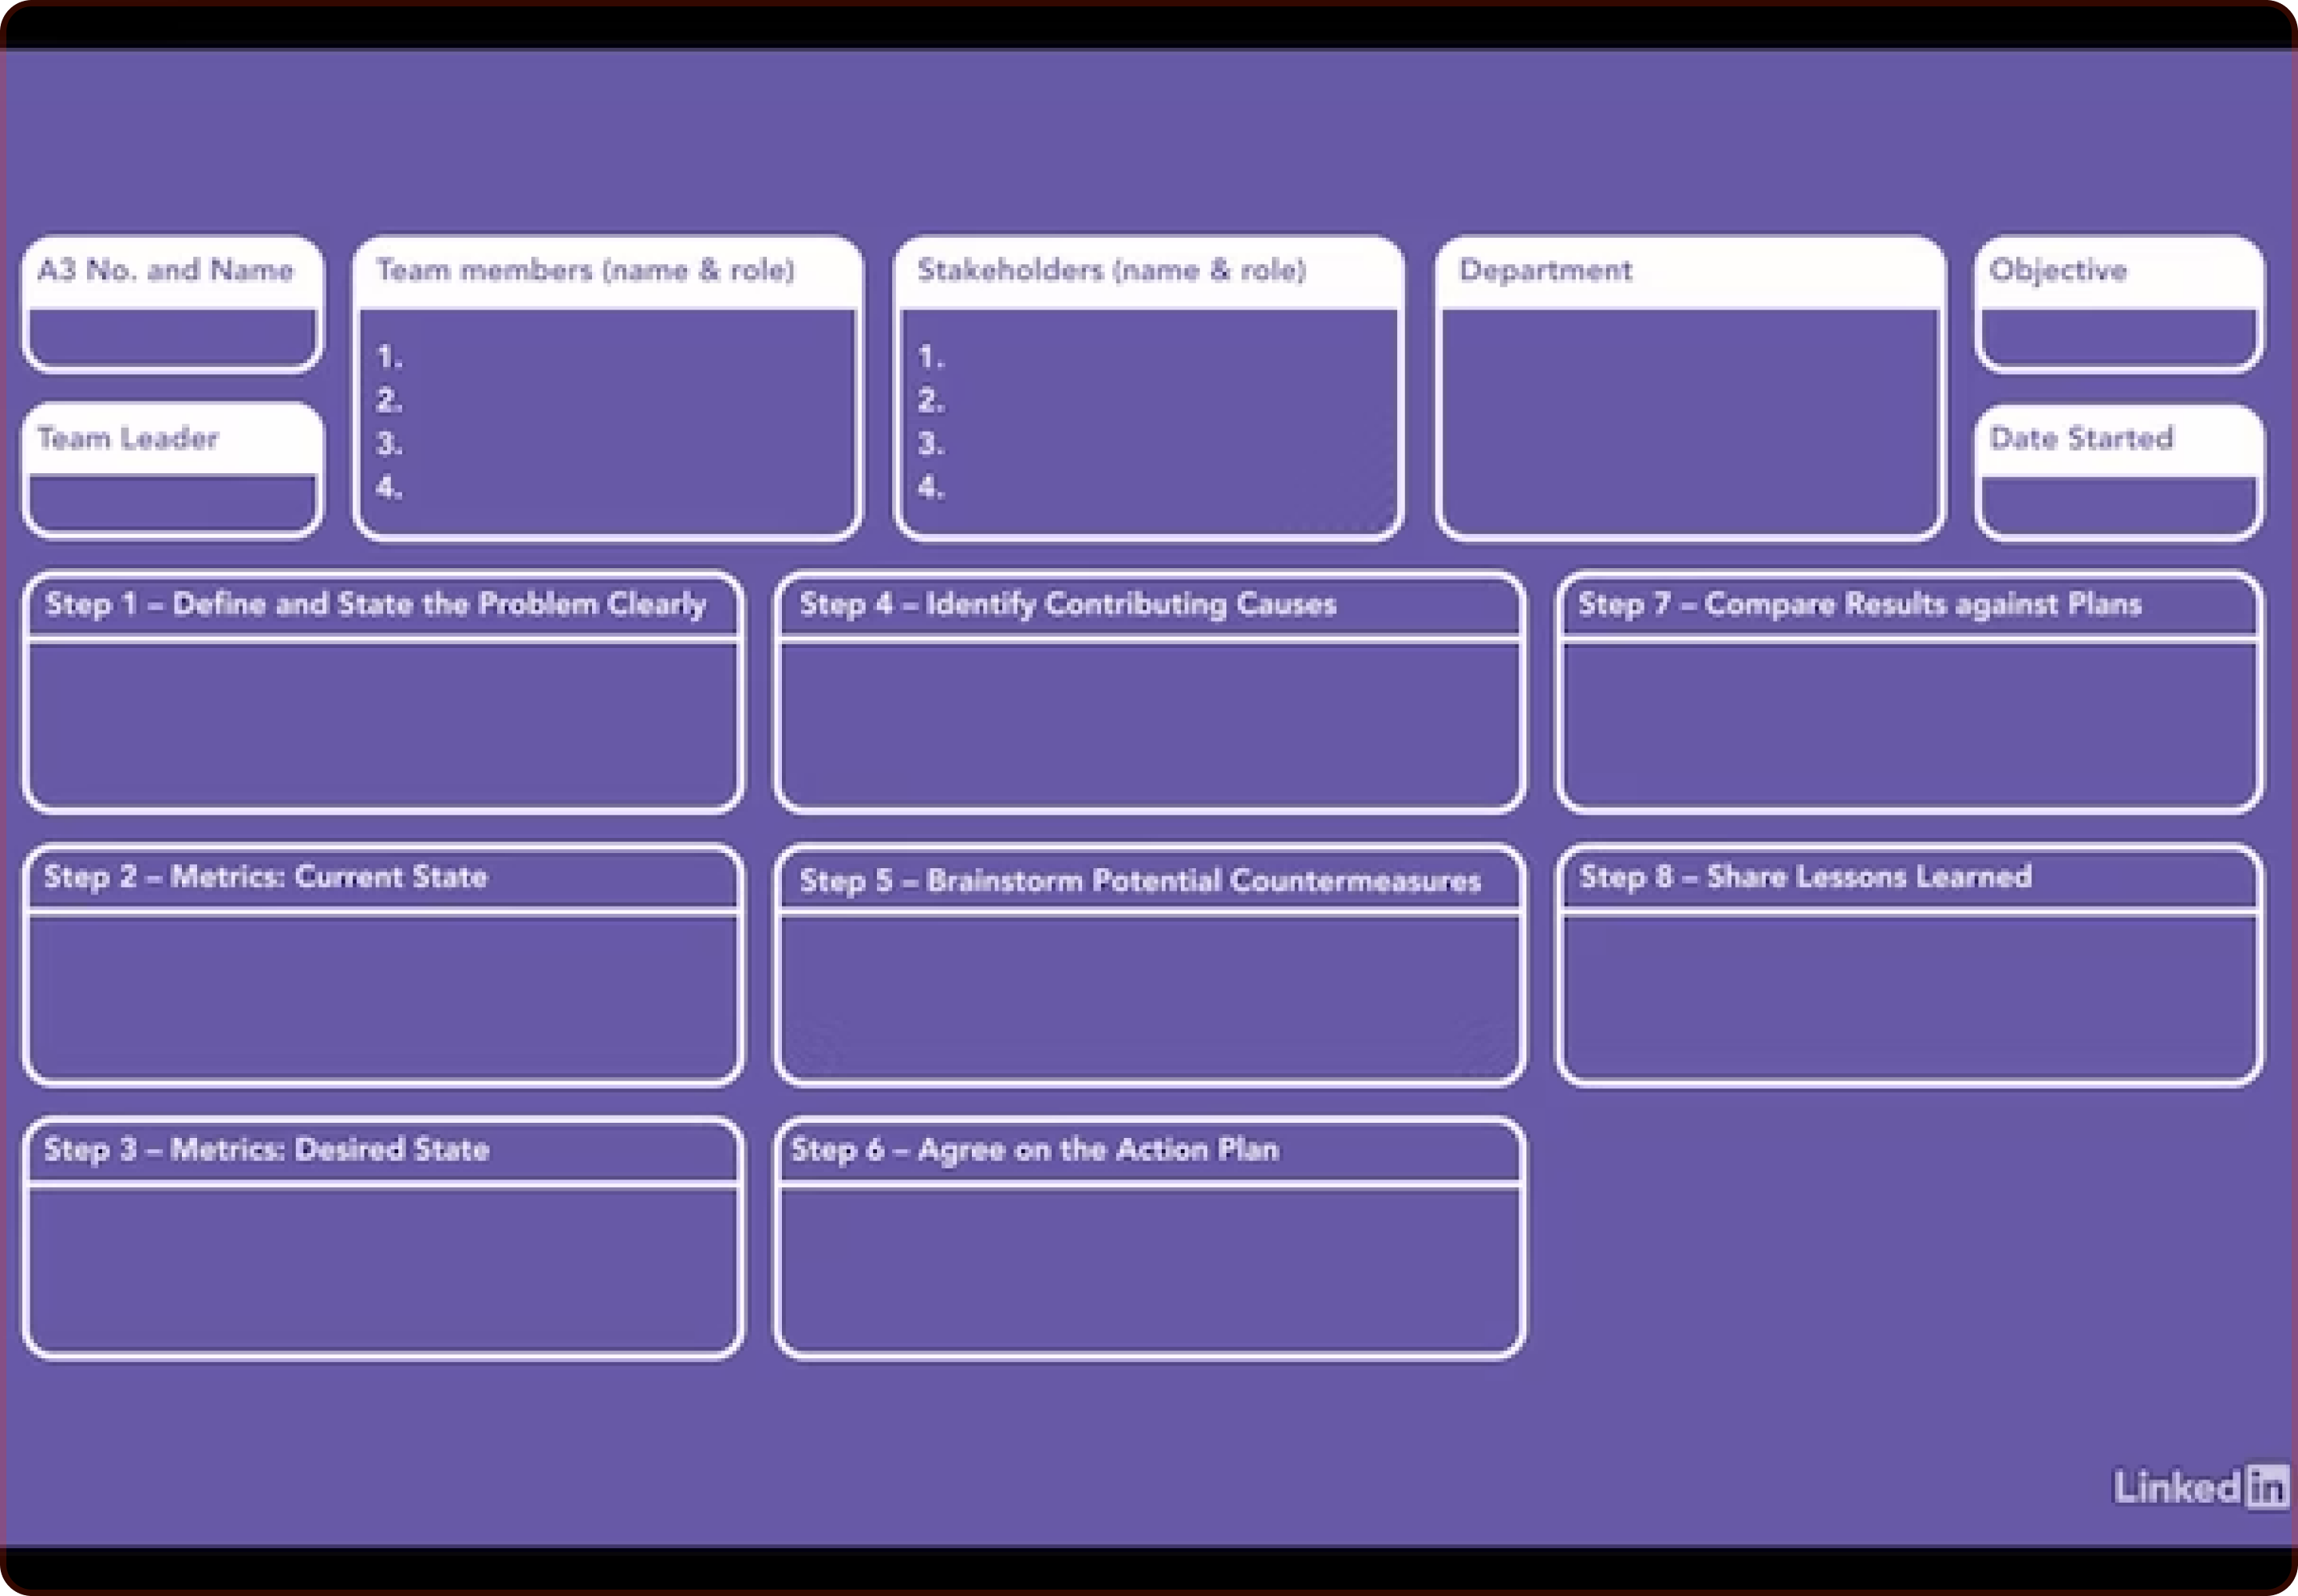 A3 No. and Name
Team Leader
Team members (name & role)
1.
2.
3.
4.
Stakeholders (name & role)
1.
2.
3.
4.
Department
Objective
Date Started
Step 1 – Define and State the Problem Clearly
Step 2 – Metrics: Current State
Step 3 – Metrics: Desired State
Step 4 – Identify Contributing Causes
Step 5 – Brainstorm Potential Countermeasures
Step 6 – Agree on the Action Plan
Step 7 – Compare Results against Plans
Step 8 – Share Lessons Learned
Linked in